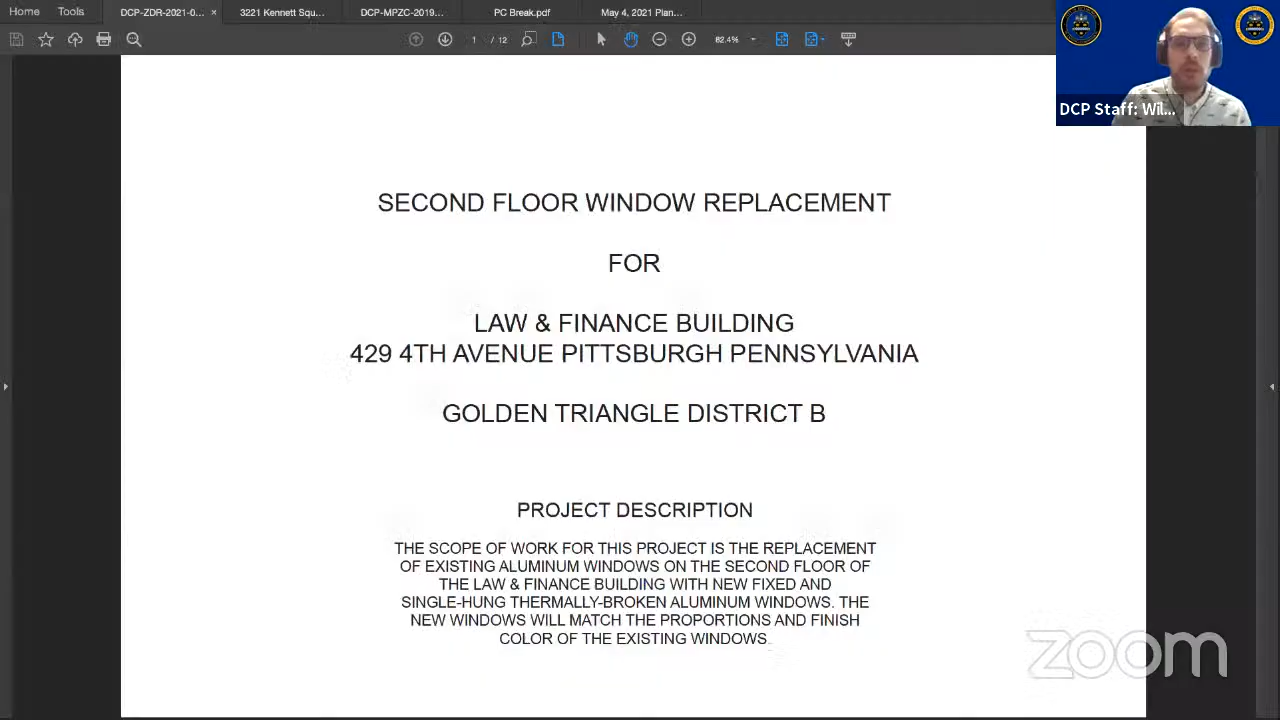 Home Tools DCP-ZDR-2021-0... × 3221 Kennett Squ... DCP-MPZC-2019... PC Break.pdf May 4, 2021 Plan...
1 / 12 82.4%
DCP Staff: Wil...
SECOND FLOOR WINDOW REPLACEMENT
FOR
LAW & FINANCE BUILDING
429 4TH AVENUE PITTSBURGH PENNSYLVANIA
GOLDEN TRIANGLE DISTRICT B
PROJECT DESCRIPTION
THE SCOPE OF WORK FOR THIS PROJECT IS THE REPLACEMENT
OF EXISTING ALUMINUM WINDOWS ON THE SECOND FLOOR OF
THE LAW & FINANCE BUILDING WITH NEW FIXED AND
SINGLE-HUNG THERMALLY-BROKEN ALUMINUM WINDOWS. THE
NEW WINDOWS WILL MATCH THE PROPORTIONS AND FINISH
COLOR OF THE EXISTING WINDOWS.
zoom